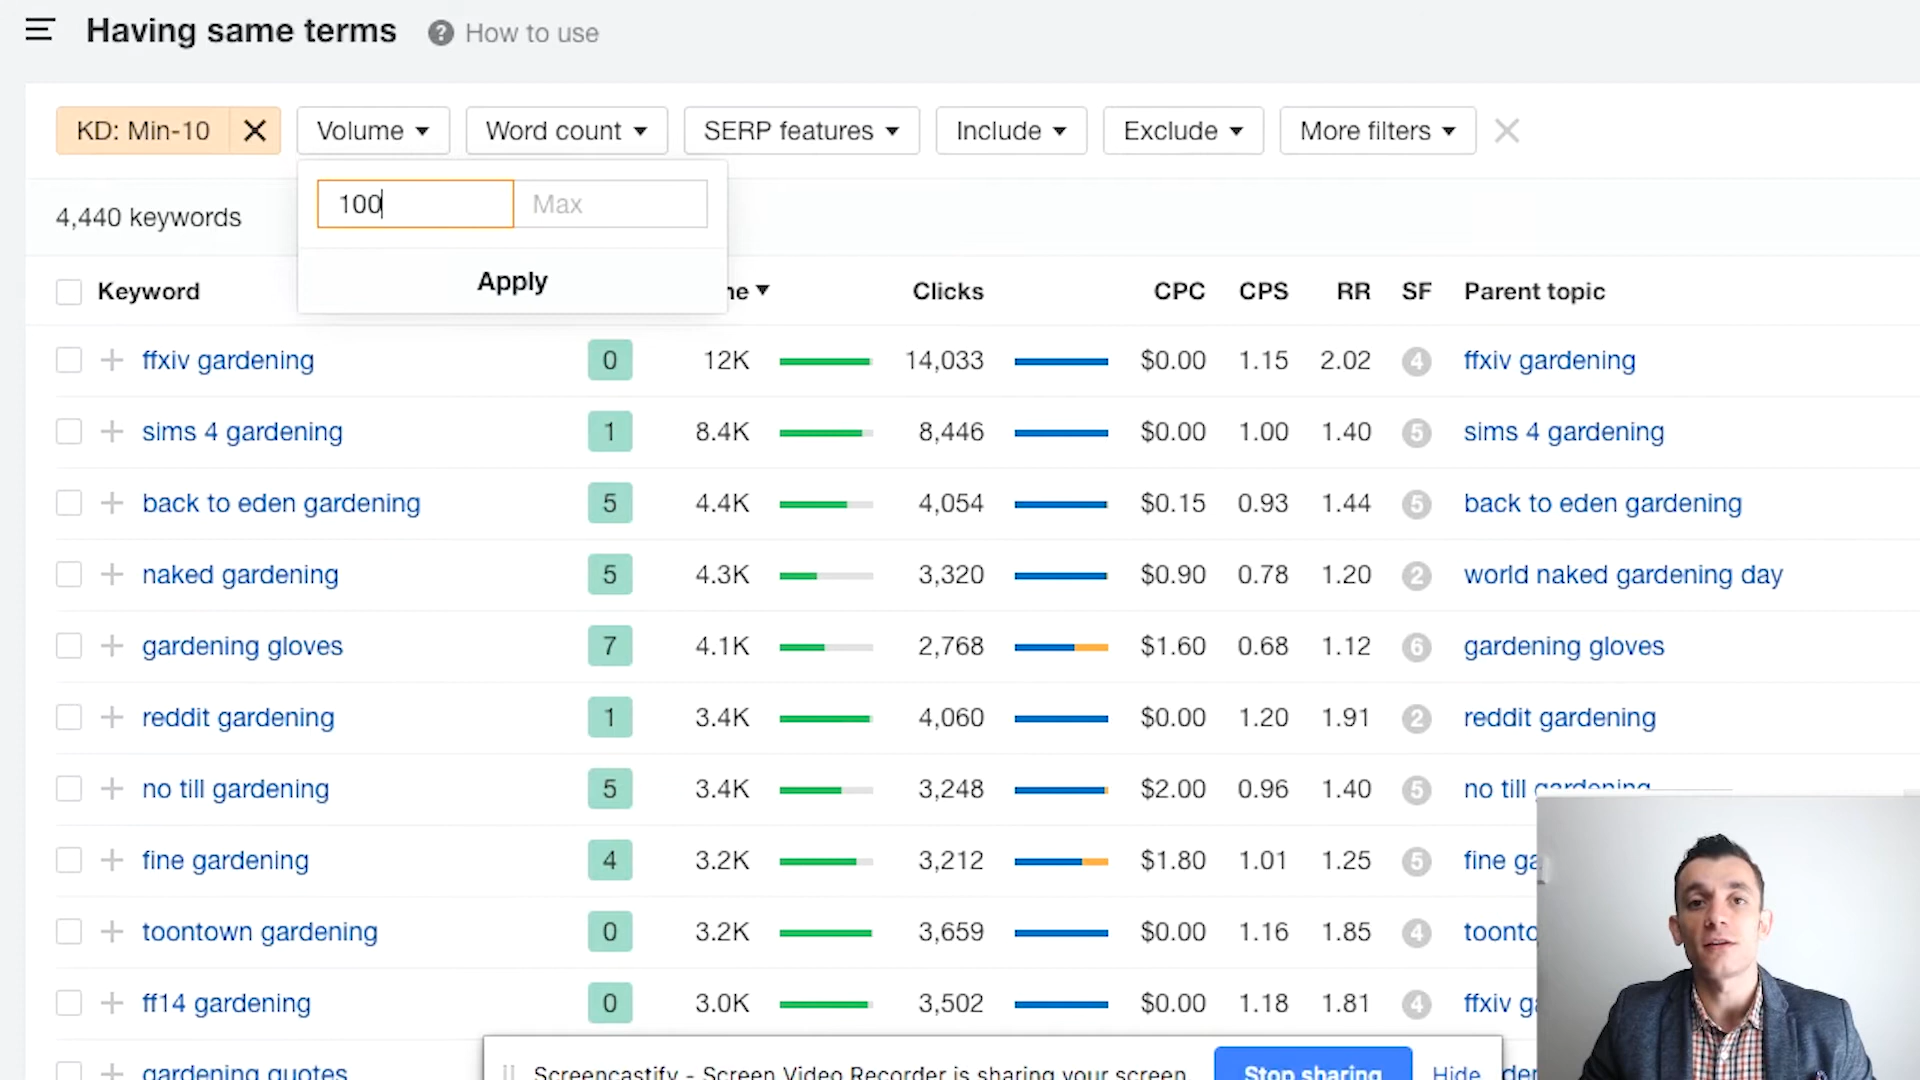 Having same terms ? How to use
KD: Min-10 Volume Word count SERP features Include Exclude More filters
4,440 keywords
100 Max
Apply
Keyword Clicks CPC CPS RR SF Parent topic
ffxiv gardening 0 12K 14,033 $0.00 1.15 2.02 4 ffxiv gardening
sims 4 gardening 1 8.4K 8,446 $0.00 1.00 1.40 5 sims 4 gardening
back to eden gardening 5 4.4K 4,054 $0.15 0.93 1.44 5 back to eden gardening
naked gardening 5 4.3K 3,320 $0.90 0.78 1.20 2 world naked gardening day
gardening gloves 7 4.1K 2,768 $1.60 0.68 1.12 6 gardening gloves
reddit gardening 1 3.4K 4,060 $0.00 1.20 1.91 2 reddit gardening
no till gardening 5 3.4K 3,248 $2.00 0.96 1.40 5 no till gardening
fine gardening 4 3.2K 3,212 $1.80 1.01 1.25 5 fine ga
toontown gardening 0 3.2K 3,659 $0.00 1.16 1.85 4 toonto
ff14 gardening 0 3.0K 3,502 $0.00 1.18 1.81 4 ffxiv g
gardening quotes
Screencastify - Screen Video Recorder is sharing your screen. Stop sharing Hide